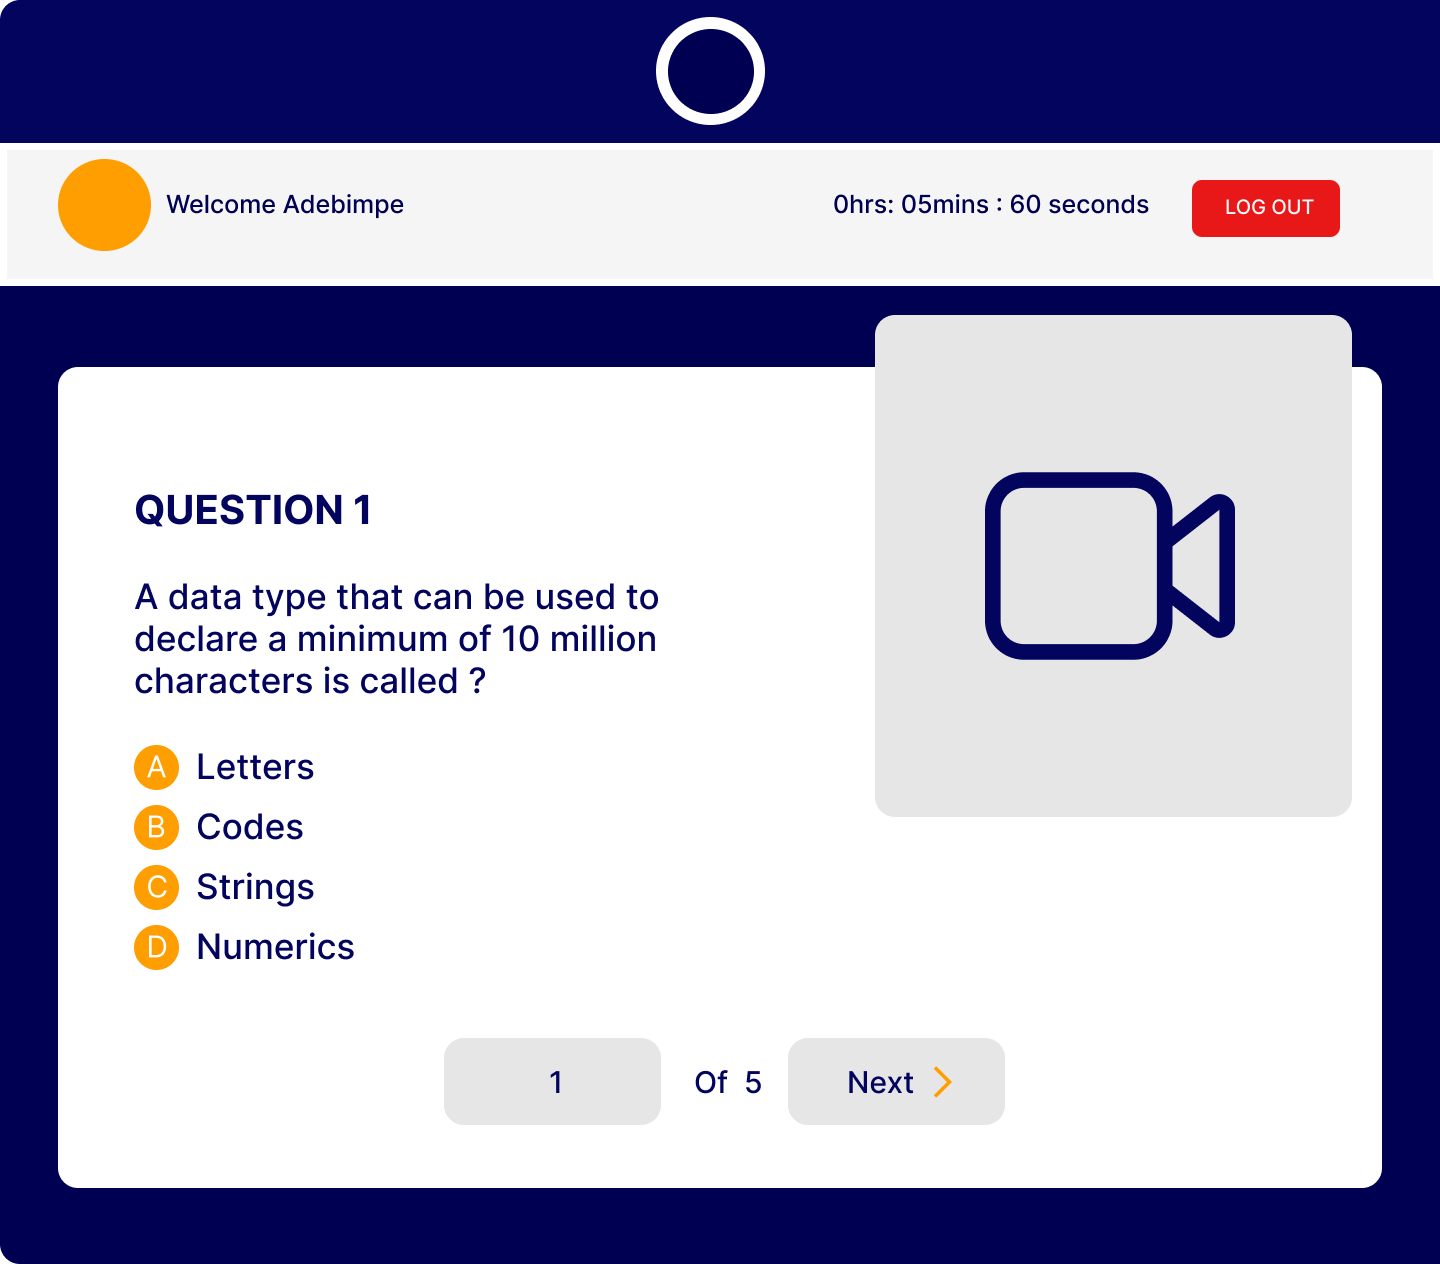 Welcome Adebimpe
0hrs: 05mins : 60 seconds
LOG OUT
QUESTION 1
A data type that can be used to
declare a minimum of 10 million
characters is called ?
A Letters
B Codes
C Strings
D Numerics
1 Of 5 Next